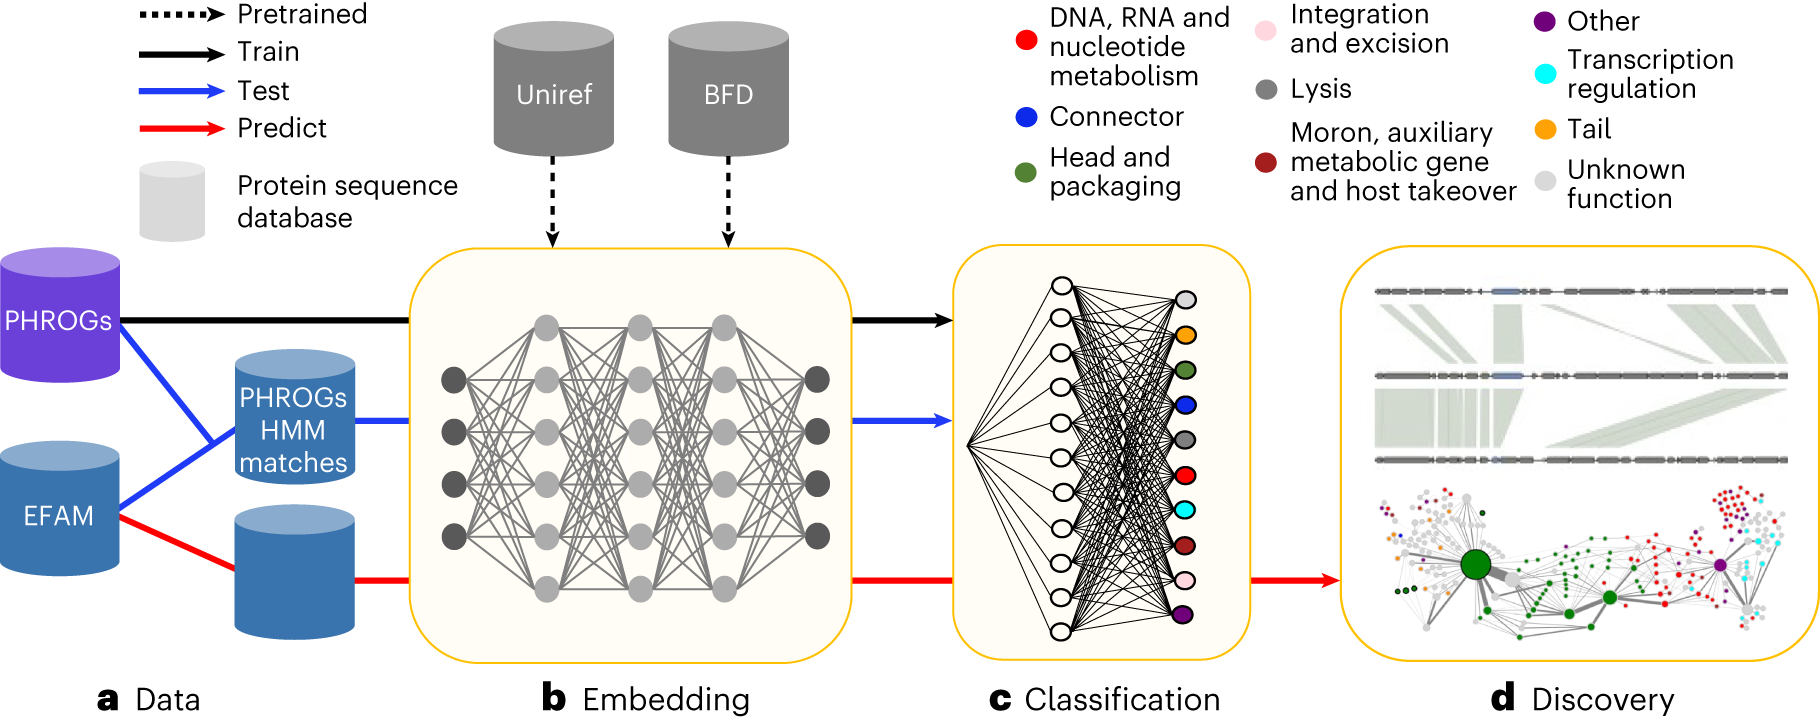 Pretrained
Train
Test
Predict
Protein sequence
database
Uniref
BFD
DNA, RNA and
nucleotide
metabolism
Connector
Head and
packaging
Integration
and excision
Lysis
Moron, auxiliary
metabolic gene
and host takeover
Other
Transcription
regulation
Tail
Unknown
function
PHROGs
PHROGs
HMM
matches
EFAM
a Data
b Embedding
c Classification
d Discovery